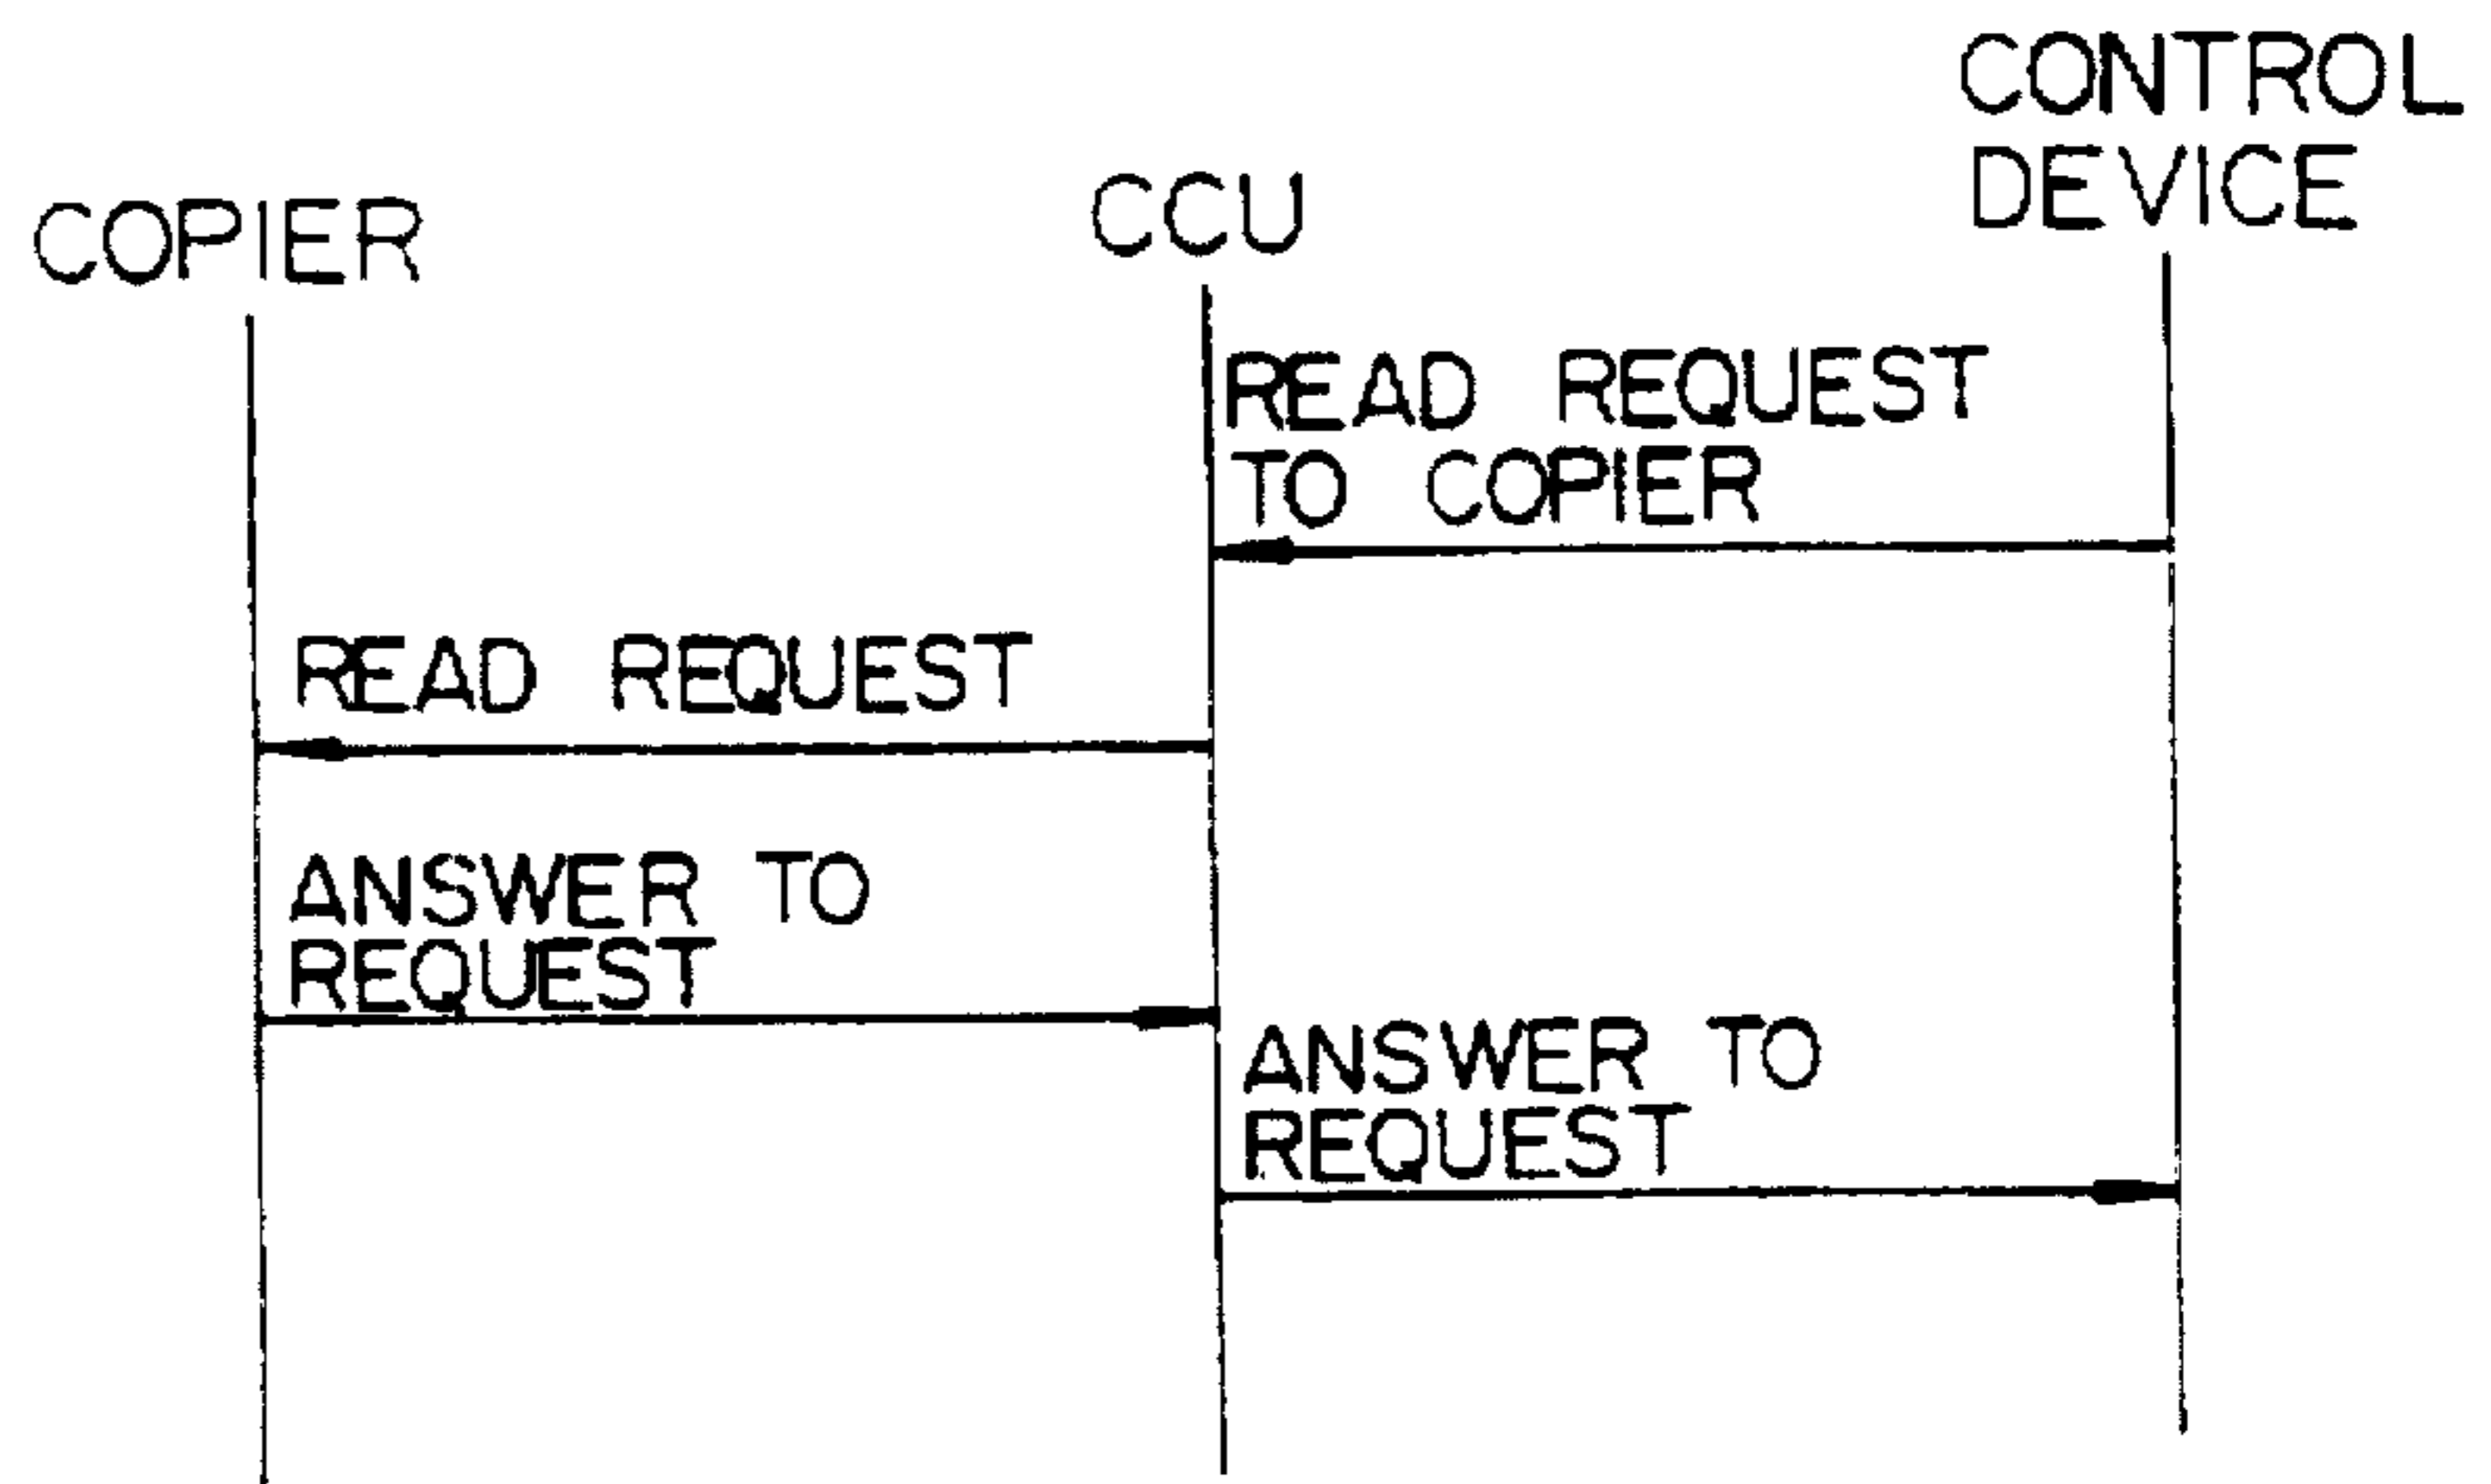 COPIER
CCU
CONTROL
DEVICE
READ REQUEST
TO COPIER
READ REQUEST
ANSWER TO
REQUEST
ANSWER TO
REQUEST